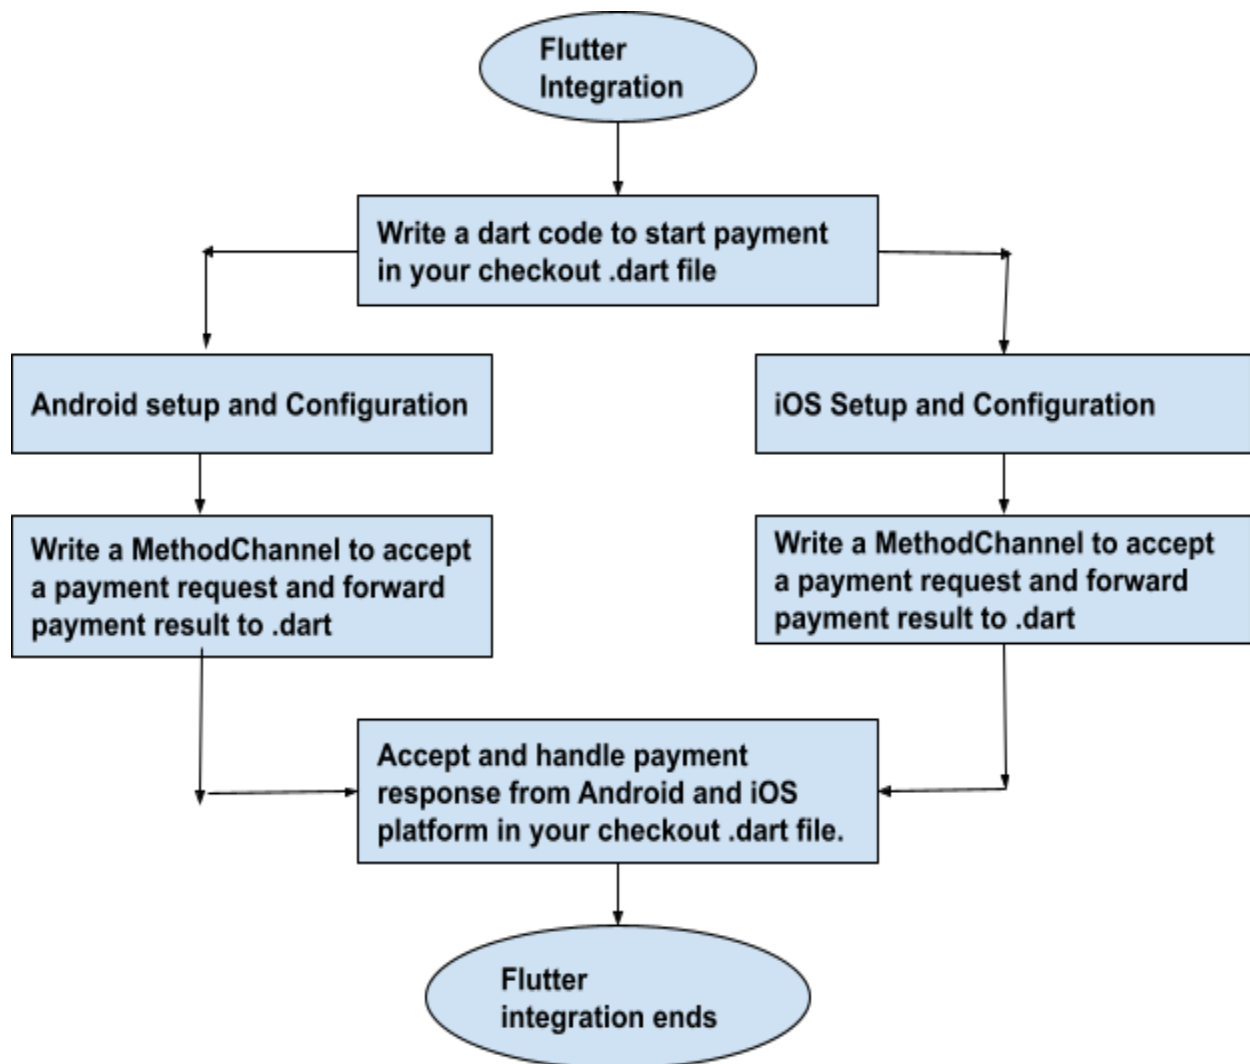 Flutter
Integration
Write a dart code to start payment
in your checkout .dart file
Android setup and Configuration
iOS Setup and Configuration
Write a MethodChannel to accept
a payment request and forward
payment result to .dart
Write a MethodChannel to accept
a payment request and forward
payment result to .dart
Accept and handle payment
response from Android and iOS
platform in your checkout .dart file.
Flutter
integration ends